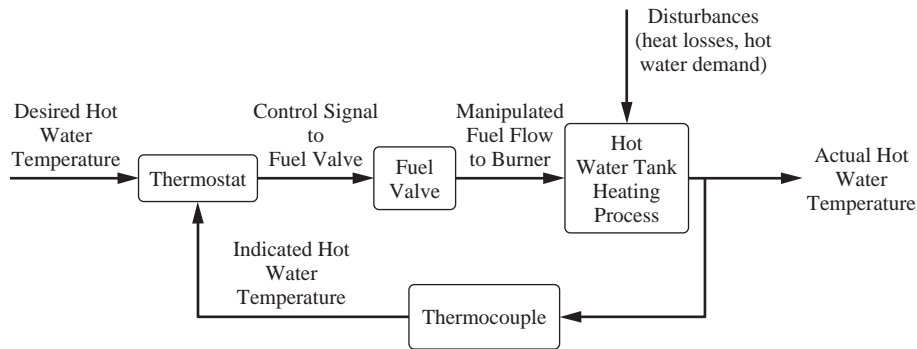 Disturbances
(heat losses, hot
water demand)
Desired Hot
Water
Temperature
Control Signal
to
Fuel Valve
Manipulated
Fuel Flow
to Burner
Thermostat
Fuel
Valve
Hot
Water Tank
Heating
Process
Actual Hot
Water
Temperature
Indicated Hot
Water
Temperature
Thermocouple